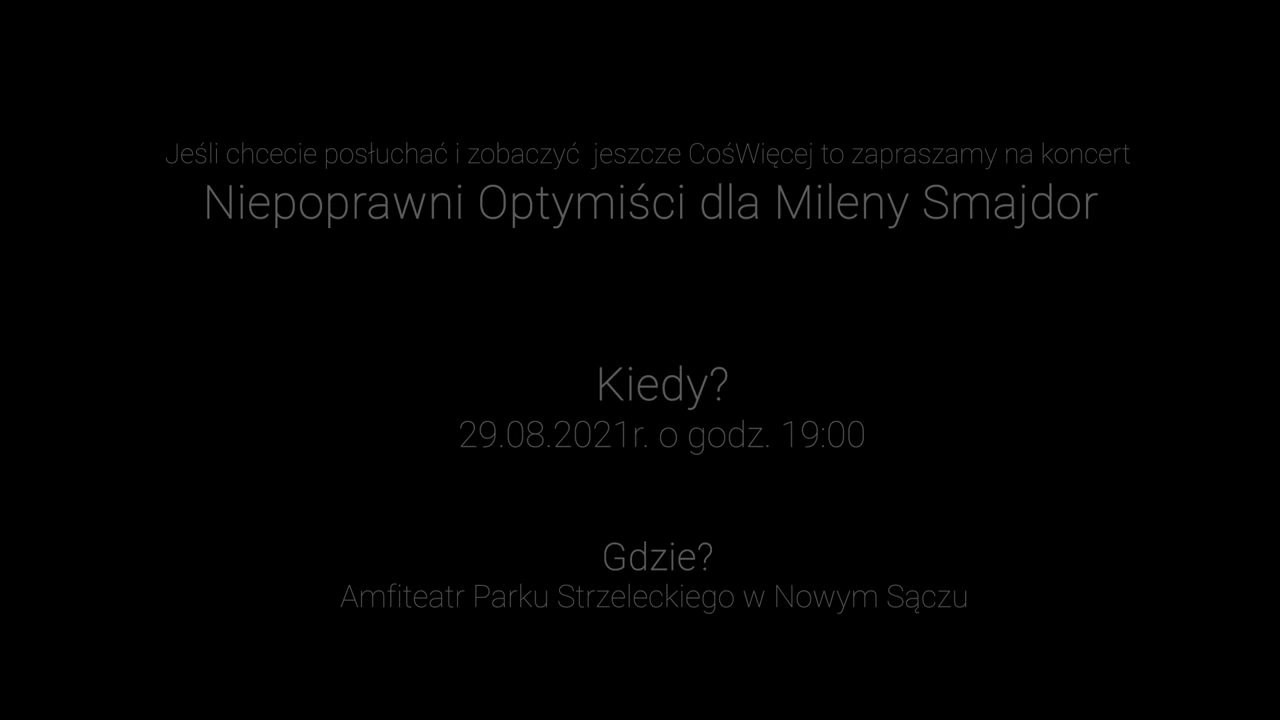 Jeśli chcecie posłuchać i zobaczyć  jeszcze CośWięcej to zapraszamy na koncert
Niepoprawni Optymiści dla Mileny Smajdor
Kiedy?
29.08.2021r. o godz. 19:00
Gdzie?
Amfiteatr Parku Strzeleckiego w Nowym Sączu